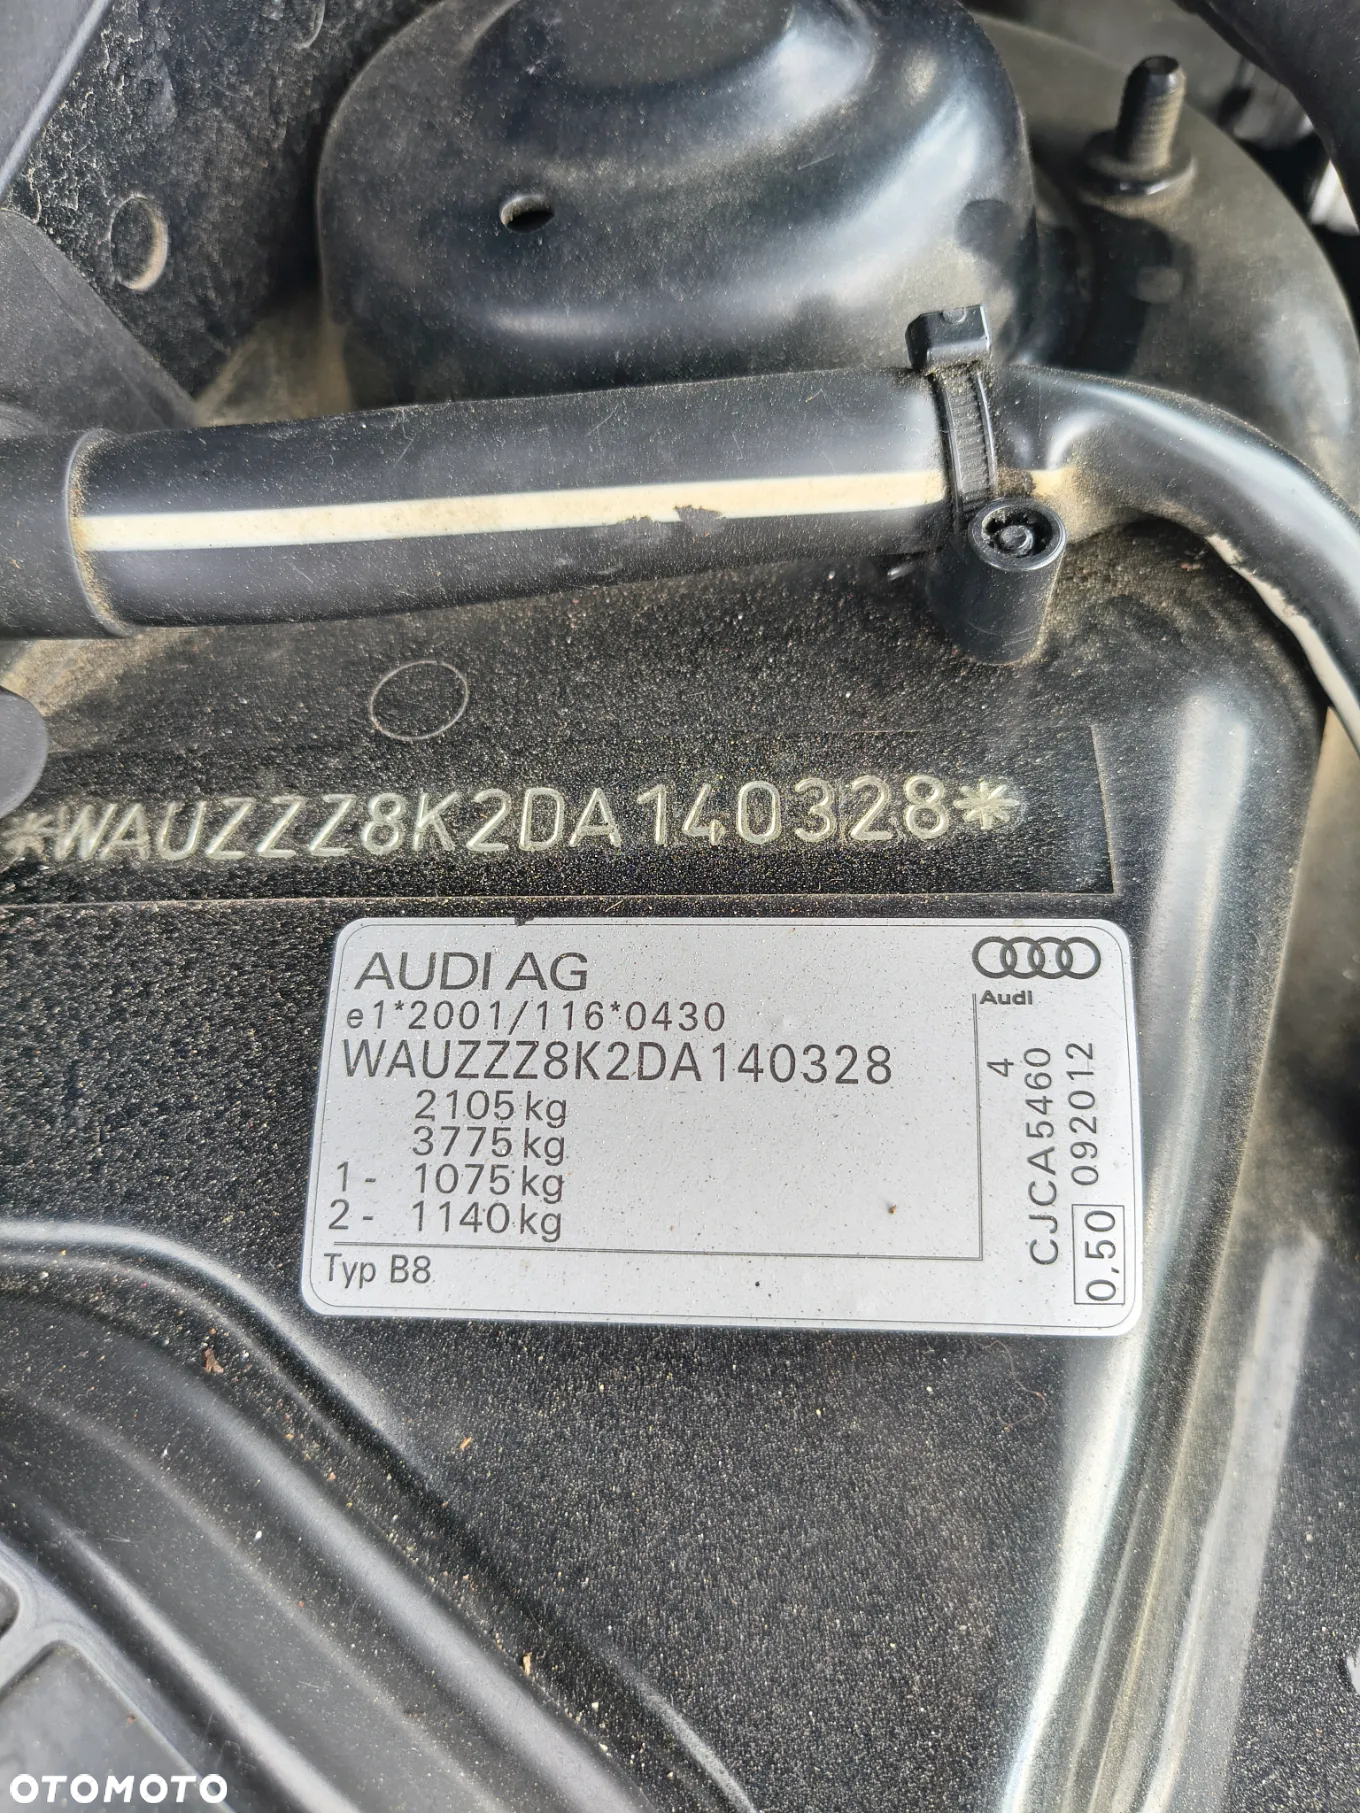 *WAUZZZ8K2DA140328*
AUDI AG
Audi
e1*2001/116*0430
WAUZZZ8K2DA140328
2105 kg
3775 kg
1 - 1075 kg
2 - 1140 kg
Typ B8
4
CJCA5460
0,50 092012
OTOMOTO